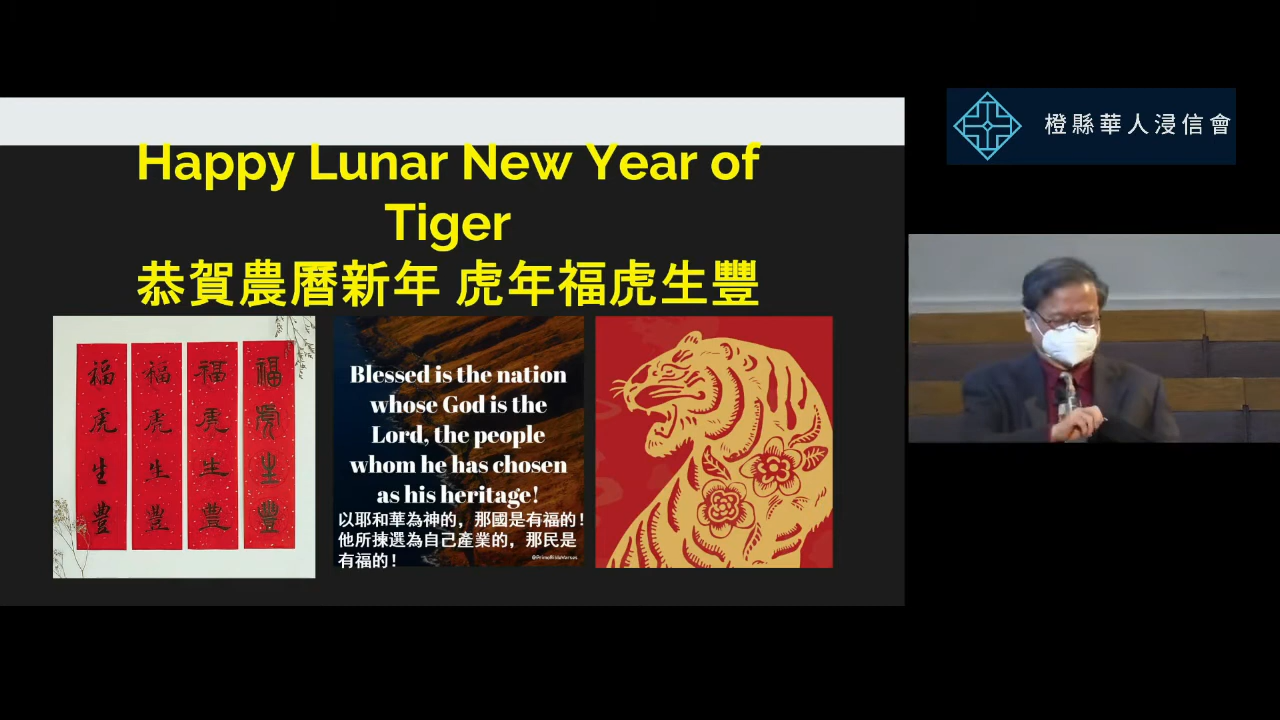 Happy Lunar New Year of
Tiger
恭賀農曆新年 虎年福虎生豐
福 福 福 福
虎 虎 虎 虎
生 生 生 生
豐 豐 豐 豐
Blessed is the nation
whose God is the
Lord, the people
whom he has chosen
as his heritage!
以耶和華為神的，那國是有福的！
他所揀選為自己產業的，那民是
有福的！
@PrimoBibleVerses
橙縣華人浸信會